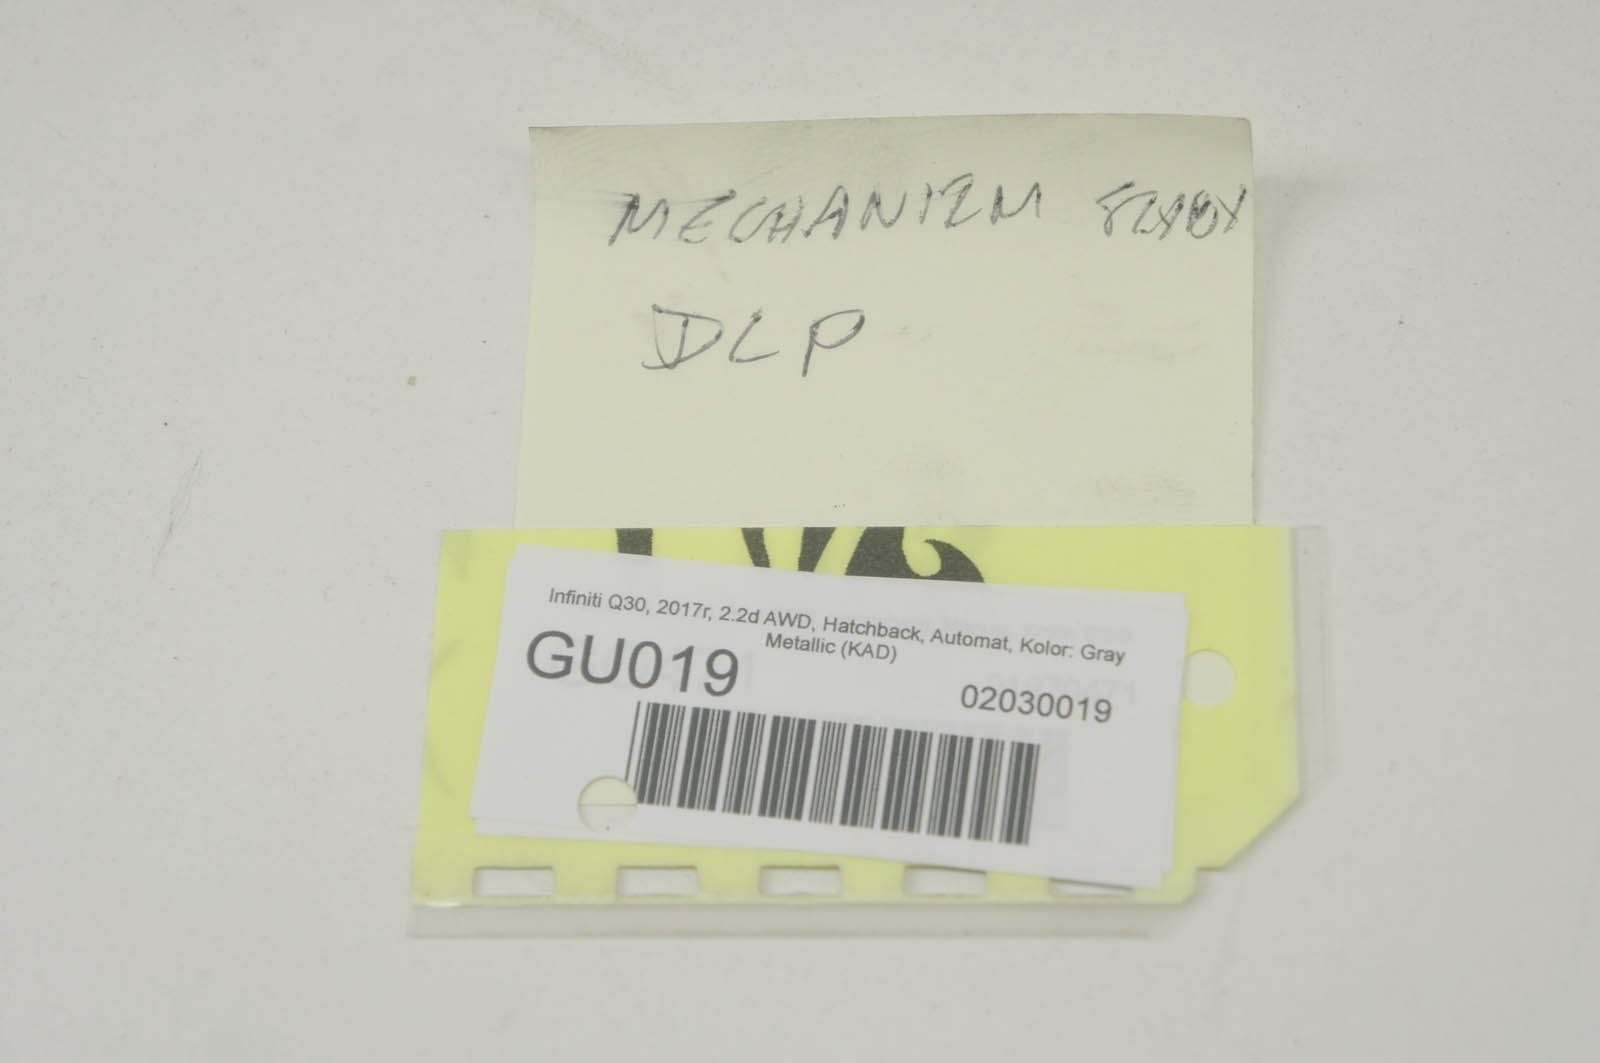 MECHANIZM SZYBY
DLP
Infiniti Q30, 2017r, 2.2d AWD, Hatchback, Automat, Kolor: Gray
Metallic (KAD)
GU019
02030019